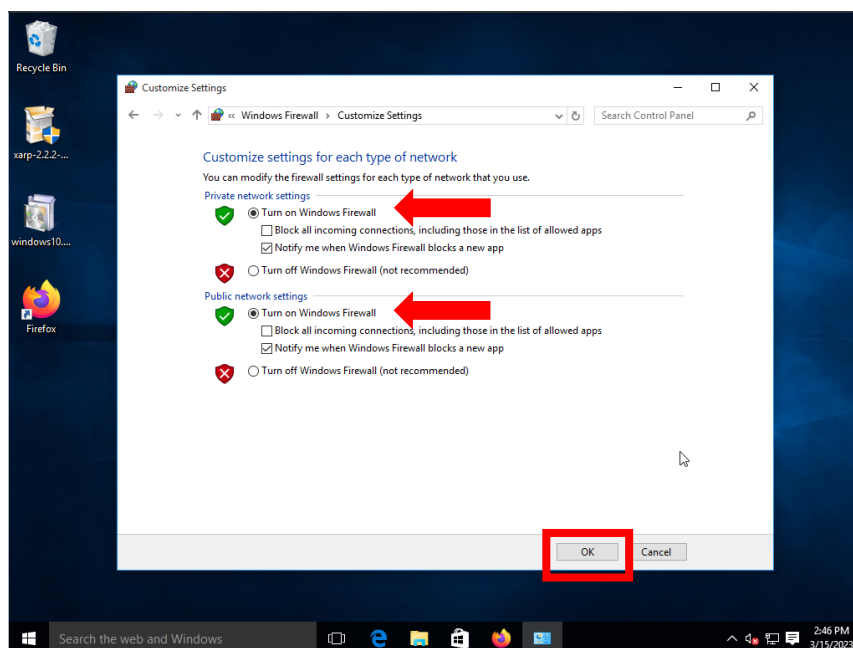 Recycle Bin
xarp-2.2.2-...
windows10....
Firefox
Customize Settings
« Windows Firewall › Customize Settings
Search Control Panel
Customize settings for each type of network
You can modify the firewall settings for each type of network that you use.
Private network settings
Turn on Windows Firewall
Block all incoming connections, including those in the list of allowed apps
Notify me when Windows Firewall blocks a new app
Turn off Windows Firewall (not recommended)
Public network settings
Turn on Windows Firewall
Block all incoming connections, including those in the list of allowed apps
Notify me when Windows Firewall blocks a new app
Turn off Windows Firewall (not recommended)
OK
Cancel
Search the web and Windows
2:46 PM
3/15/2023